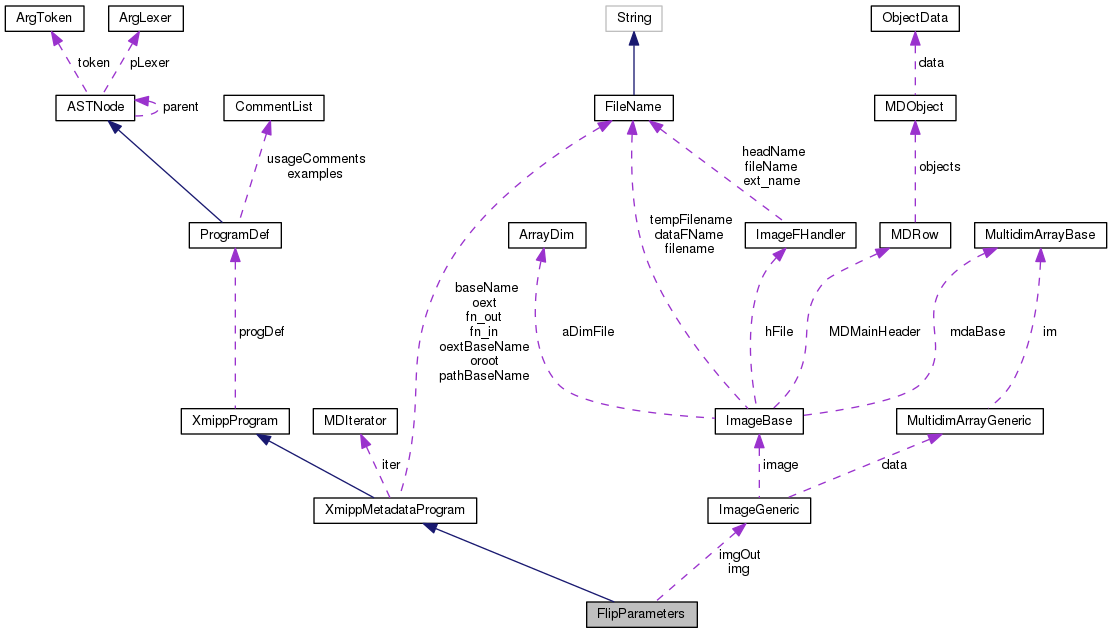 ArgToken
ArgLexer
String
ObjectData
token
pLexer
data
ASTNode
parent
CommentList
FileName
MDObject
usageComments
examples
headName
fileName
ext_name
objects
ProgramDef
ArrayDim
tempFilename
dataFName
filename
ImageFHandler
MDRow
MultidimArrayBase
progDef
baseName
oext
fn_out
fn_in
oextBaseName
oroot
pathBaseName
aDimFile
hFile
MDMainHeader
mdaBase
im
XmippProgram
MDIterator
ImageBase
MultidimArrayGeneric
iter
image
data
XmippMetadataProgram
ImageGeneric
imgOut
img
FlipParameters